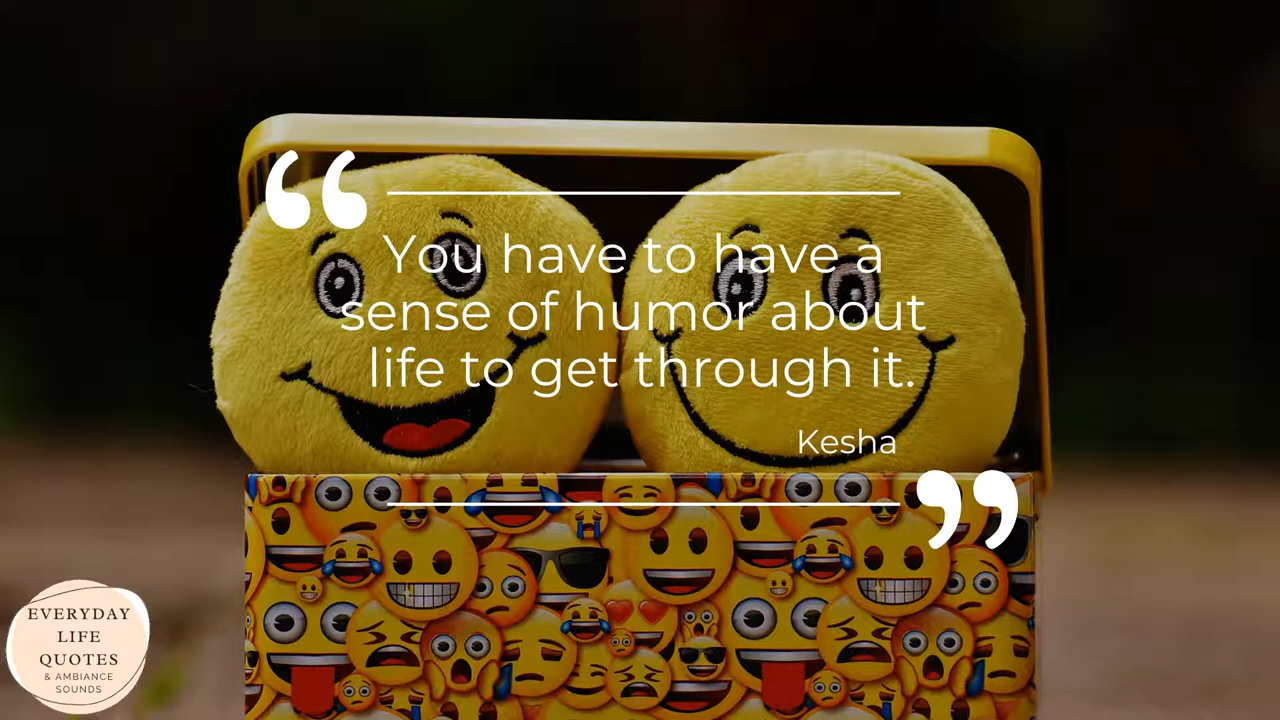 “
You have to have a
sense of humor about
life to get through it.
Kesha
”
EVERYDAY
LIFE
QUOTES
& AMBIANCE
SOUNDS